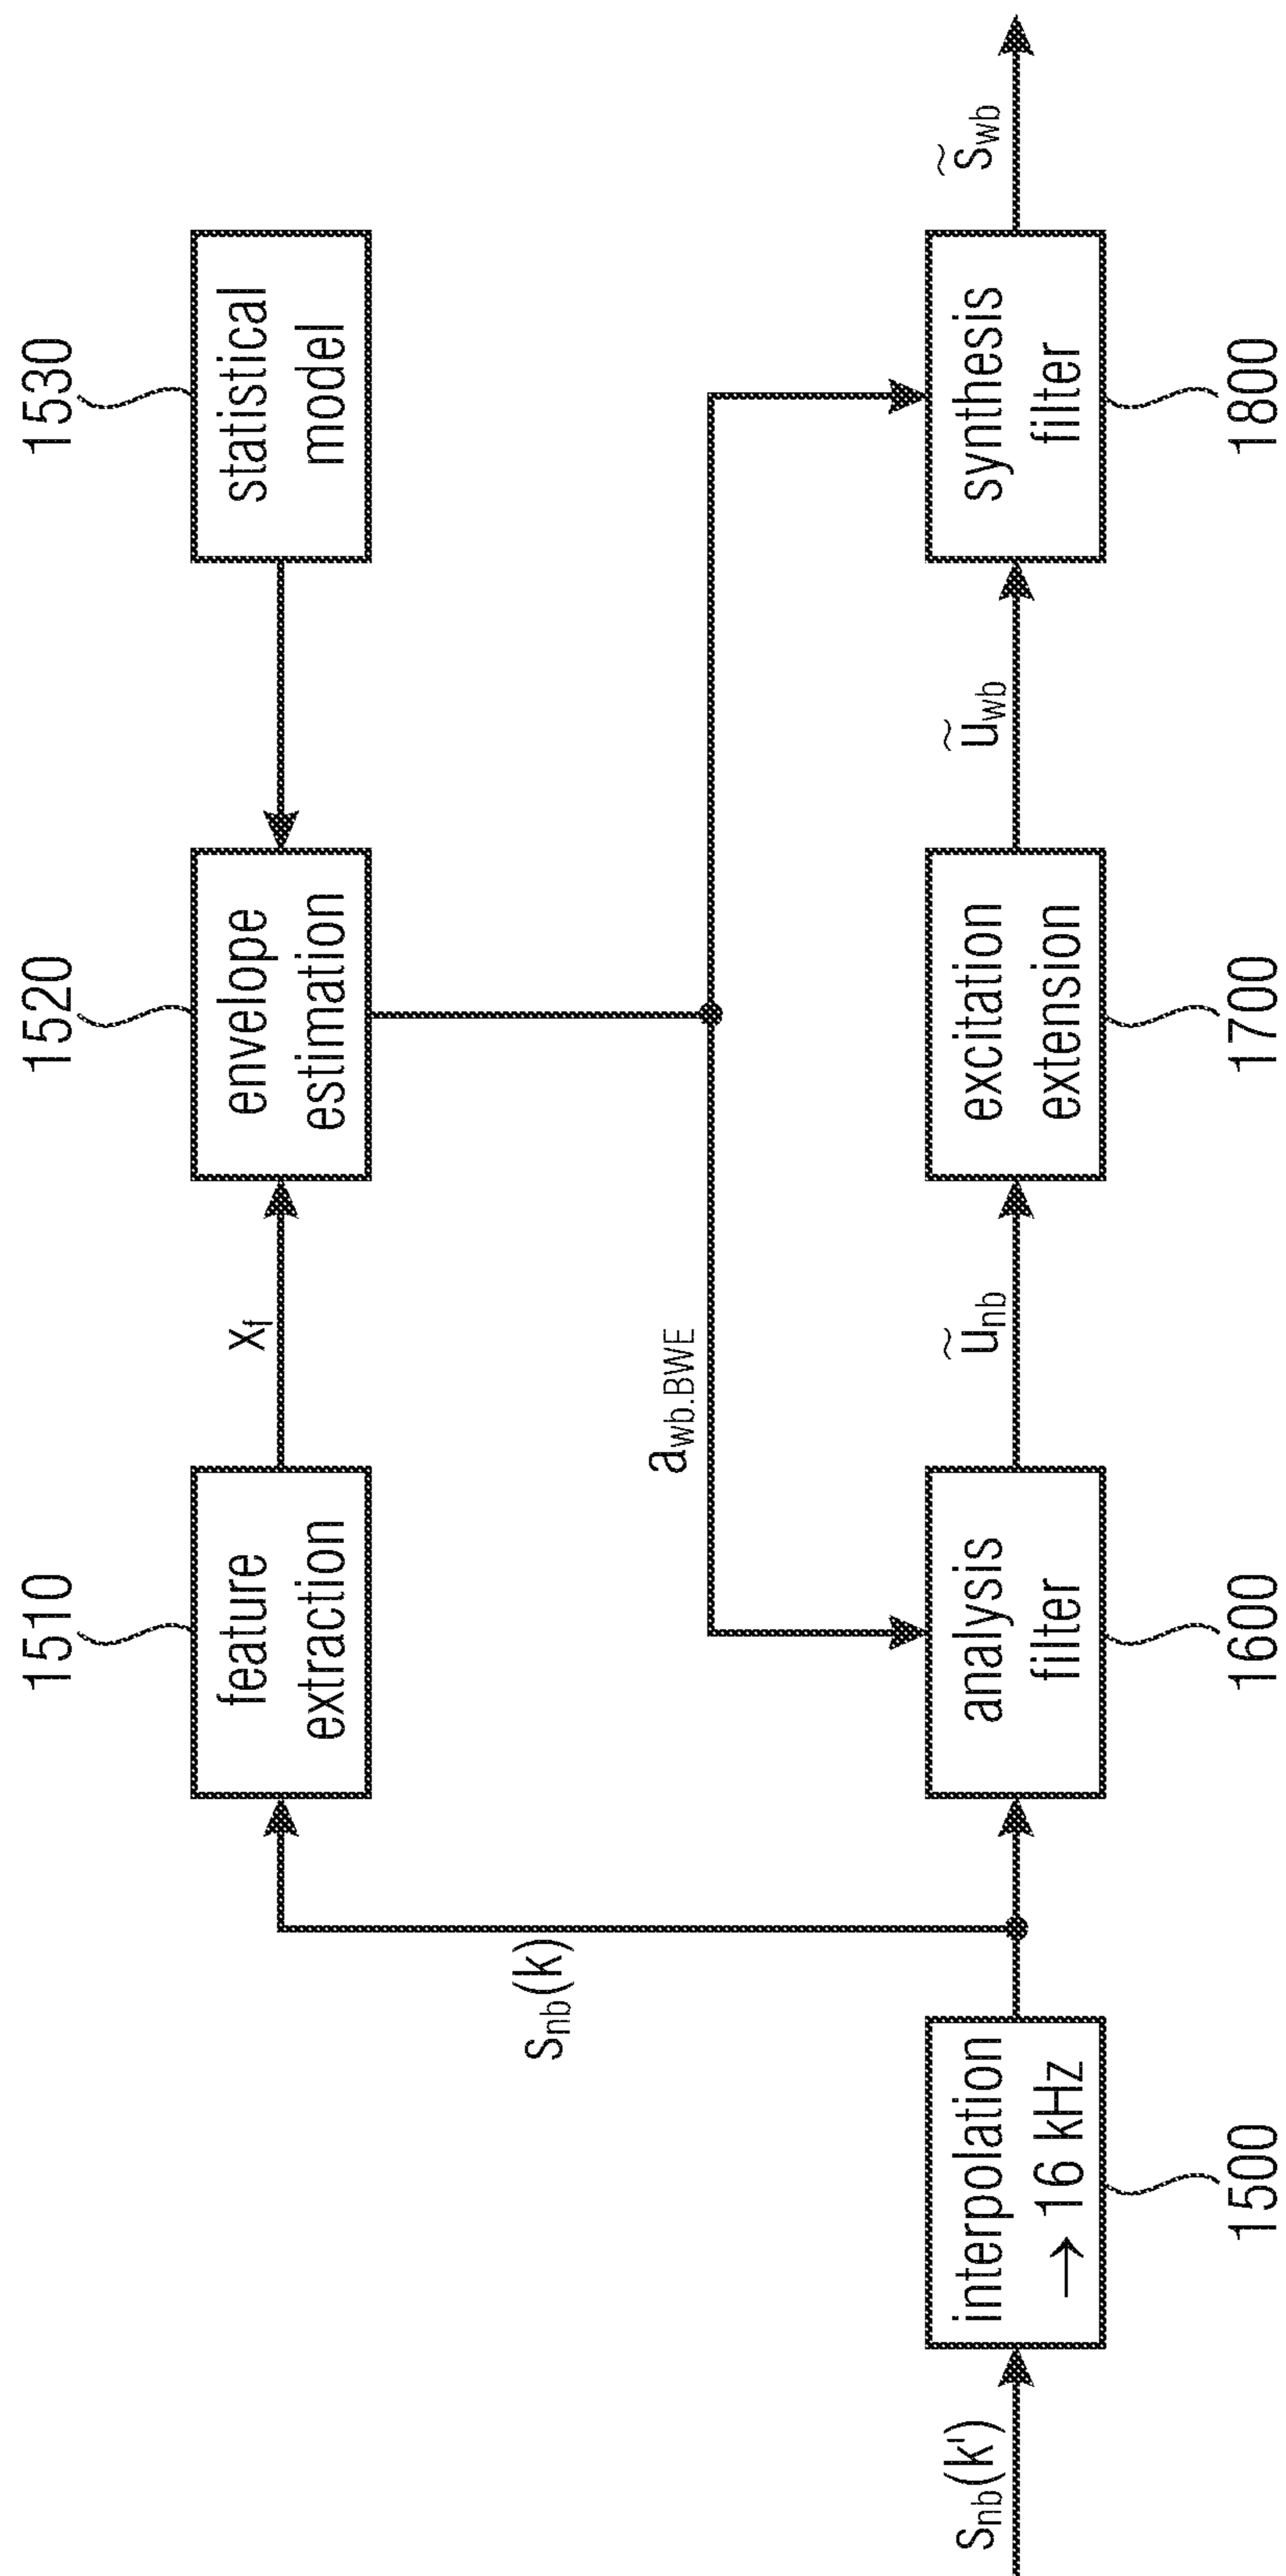 1510
1520
1530
feature
extraction
x_f
envelope
estimation
statistical
model
s_nb(k)
a_wb.BWE
s_nb(k')
interpolation
→ 16 kHz
analysis
filter
ũ_nb
excitation
extension
ũ_wb
synthesis
filter
s̃_wb
1500
1600
1700
1800